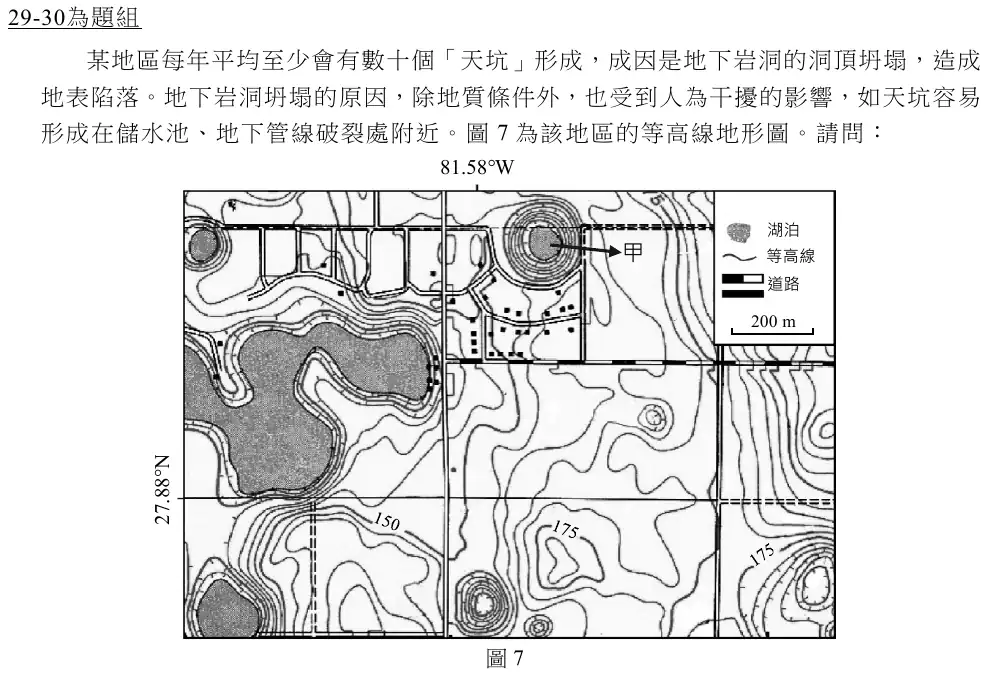 29-30為題組
某地區每年平均至少會有數十個「天坑」形成，成因是地下岩洞的洞頂坍塌，造成
地表陷落。地下岩洞坍塌的原因，除地質條件外，也受到人為干擾的影響，如天坑容易
形成在儲水池、地下管線破裂處附近。圖 7 為該地區的等高線地形圖。請問：
81.58°W
湖泊
甲
等高線
道路
200 m
27.88°N
150
175
175
圖 7